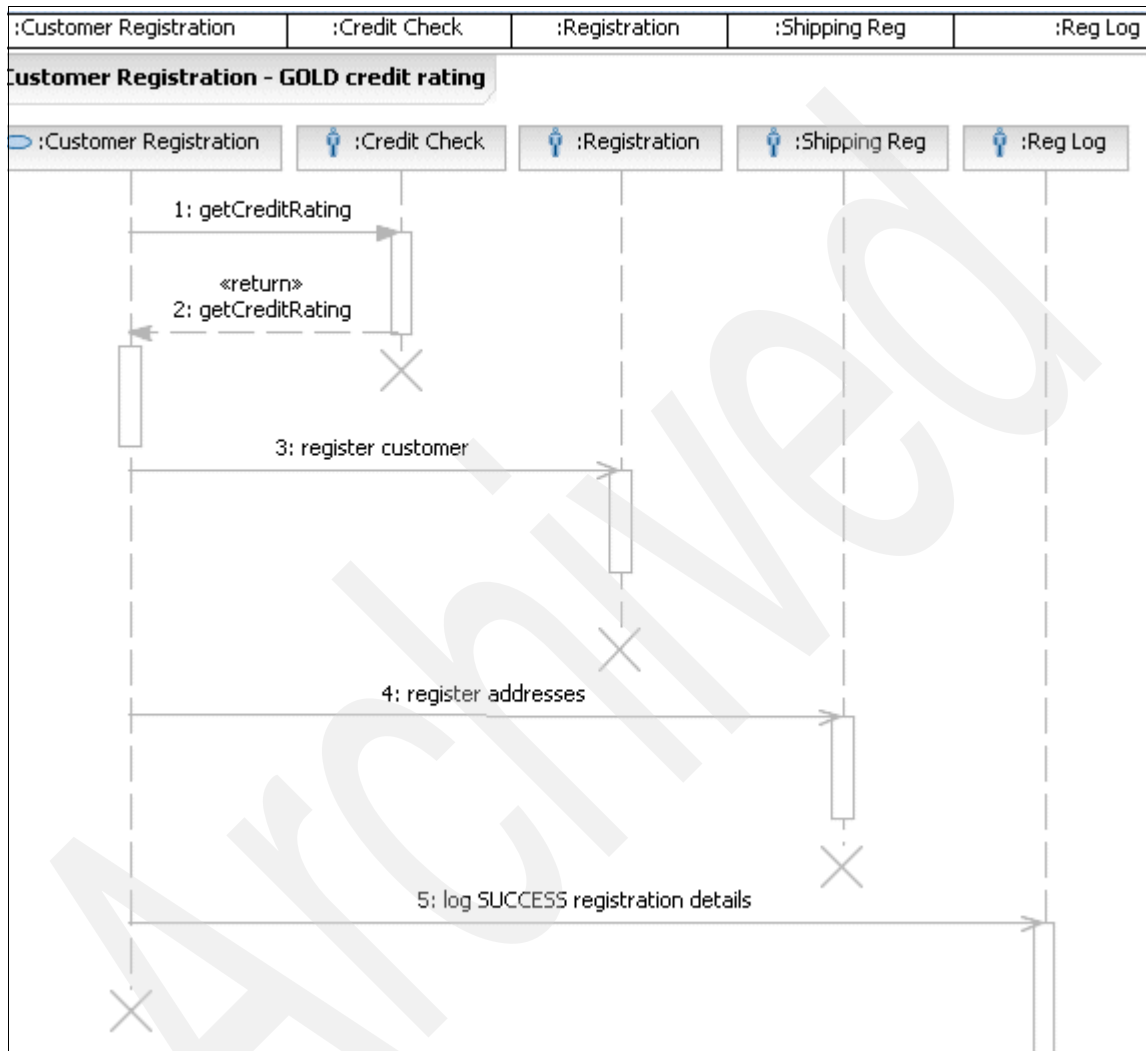 :Customer Registration :Credit Check :Registration :Shipping Reg :Reg Log
Customer Registration - GOLD credit rating
:Customer Registration :Credit Check :Registration :Shipping Reg :Reg Log
1: getCreditRating
«return»
2: getCreditRating
3: register customer
4: register addresses
5: log SUCCESS registration details
Archived